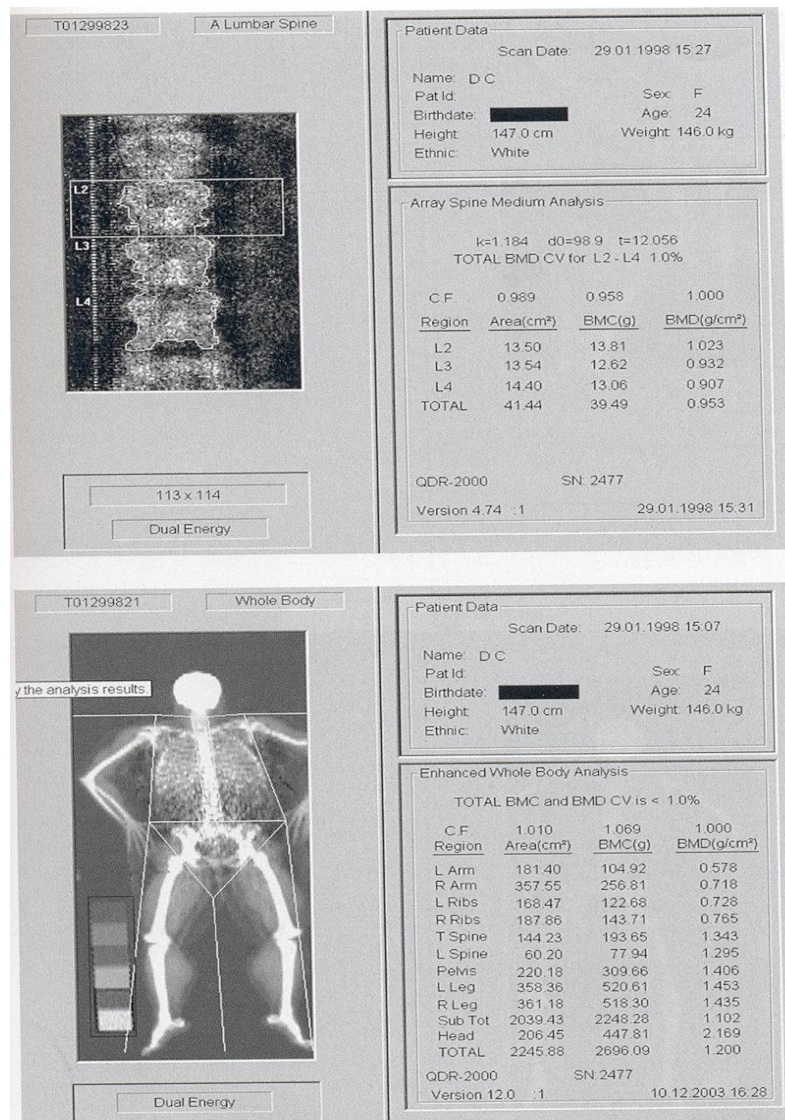 T01299823 A Lumbar Spine
Patient Data
Scan Date: 29.01.1998 15:27
Name: D C
Pat Id: Sex: F
Birthdate: Age: 24
Height: 147.0 cm Weight: 146.0 kg
Ethnic: White
L2
L3
L4
Array Spine Medium Analysis
k=1.184 d0=98.9 t=12.056
TOTAL BMD CV for L2 - L4 1.0%
C.F. 0.989 0.958 1.000
Region Area(cm²) BMC(g) BMD(g/cm²)
L2 13.50 13.81 1.023
L3 13.54 12.62 0.932
L4 14.40 13.06 0.907
TOTAL 41.44 39.49 0.953
113 x 114
Dual Energy
QDR-2000 SN: 2477
Version 4.74 :1 29.01.1998 15:31
T01299821 Whole Body
Patient Data
Scan Date: 29.01.1998 15:07
Name: D C
Pat Id: Sex: F
Birthdate: Age: 24
Height: 147.0 cm Weight: 146.0 kg
Ethnic: White
y the analysis results.
Enhanced Whole Body Analysis
TOTAL BMC and BMD CV is < 1.0%
C.F. 1.010 1.069 1.000
Region Area(cm²) BMC(g) BMD(g/cm²)
L Arm 181.40 104.92 0.578
R Arm 357.55 256.81 0.718
L Ribs 168.47 122.68 0.728
R Ribs 187.86 143.71 0.765
T Spine 144.23 193.65 1.343
L Spine 60.20 77.94 1.295
Pelvis 220.18 309.66 1.406
L Leg 358.36 520.61 1.453
R Leg 361.18 518.30 1.435
Sub Tot 2039.43 2248.28 1.102
Head 206.45 447.81 2.169
TOTAL 2245.88 2696.09 1.200
Dual Energy
QDR-2000 SN:2477
Version 12.0 :1 10.12.2003 16:28